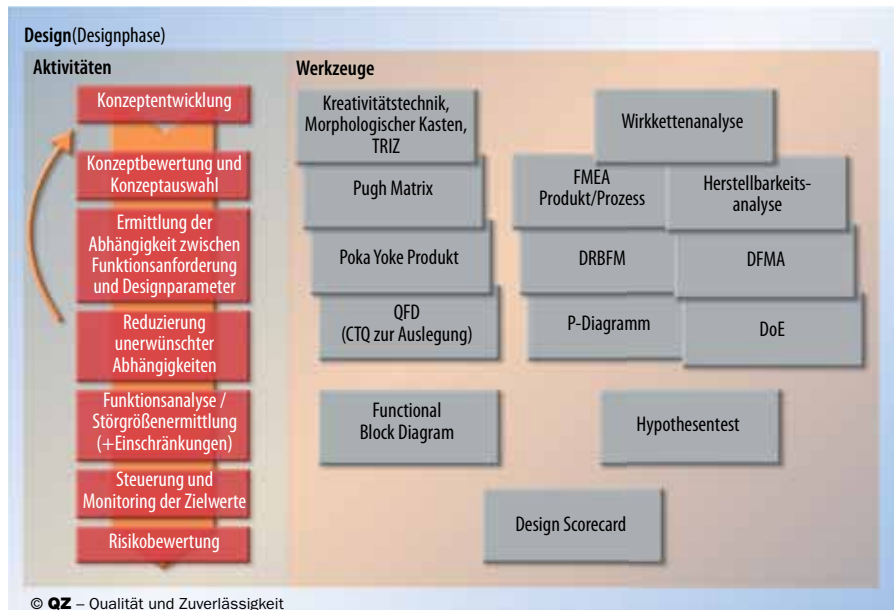 Design(Designphase)
Aktivitäten
Konzeptentwicklung
Konzeptbewertung und
Konzeptauswahl
Ermittlung der
Abhängigkeit zwischen
Funktionsanforderung
und Designparameter
Reduzierung
unerwünschter
Abhängigkeiten
Funktionsanalyse /
Störgrößenermittlung
(+Einschränkungen)
Steuerung und
Monitoring der Zielwerte
Risikobewertung
Werkzeuge
Kreativitätstechnik,
Morphologischer Kasten,
TRIZ
Wirkkettenanalyse
Pugh Matrix
FMEA
Produkt/Prozess
Herstellbarkeits-
analyse
Poka Yoke Produkt
DRBFM
DFMA
QFD
(CTQ zur Auslegung)
P-Diagramm
DoE
Functional
Block Diagram
Hypothesentest
Design Scorecard
© QZ – Qualität und Zuverlässigkeit